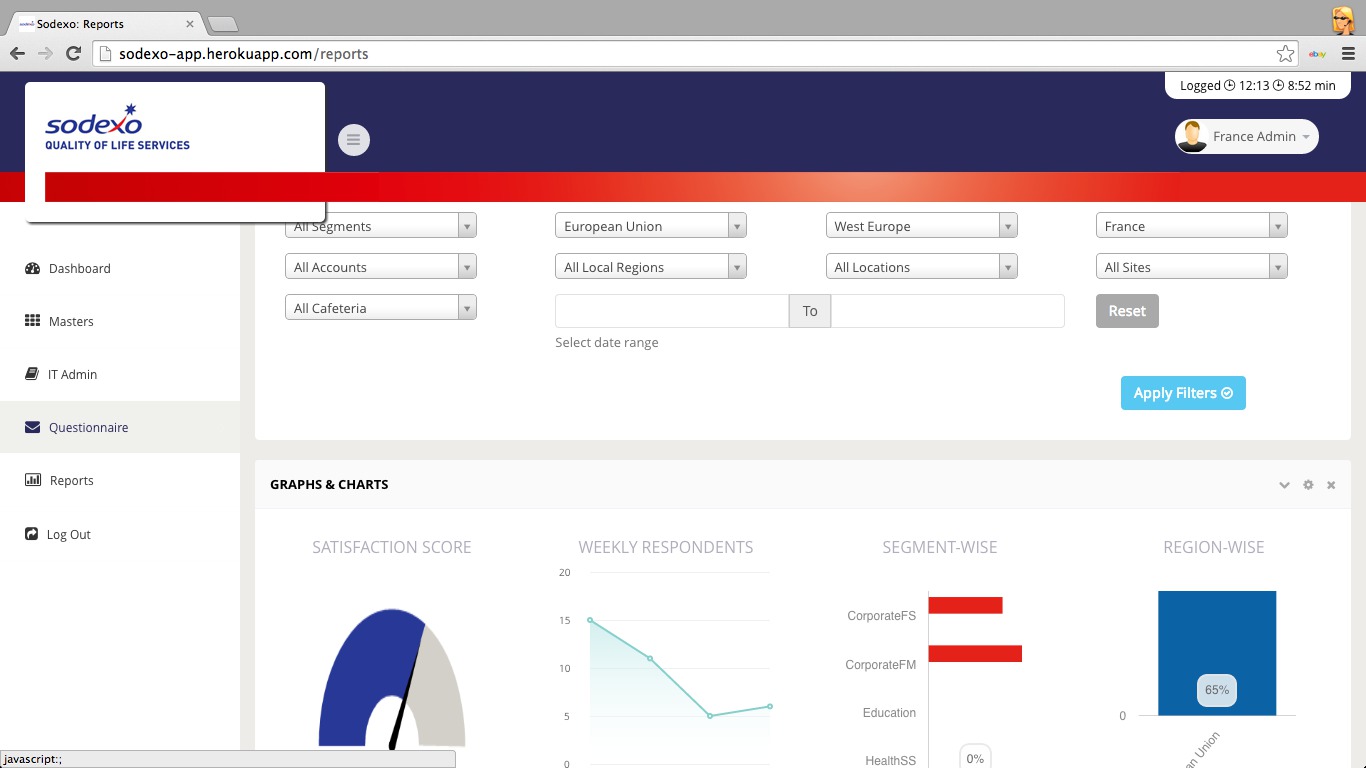 Sodexo: Reports
sodexo-app.herokuapp.com/reports
ebay
Logged 12:13 8:52 min
sodexo
QUALITY OF LIFE SERVICES
France Admin
All Segments
European Union
West Europe
France
Dashboard
All Accounts
All Local Regions
All Locations
All Sites
Masters
All Cafeteria
To
Reset
Select date range
IT Admin
Apply Filters
Questionnaire
Reports
GRAPHS & CHARTS
Log Out
SATISFACTION SCORE
WEEKLY RESPONDENTS
SEGMENT-WISE
REGION-WISE
20
15
10
5
0
CorporateFS
CorporateFM
Education
HealthSS
0%
65%
0
an Union
javascript:;